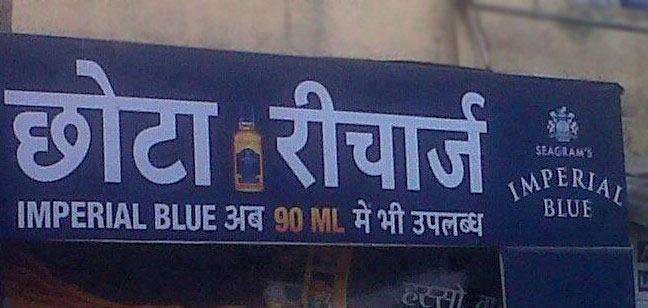 छोटा रीचार्ज
IMPERIAL BLUE अब 90 ML में भी उपलब्ध
SEAGRAM'S
IMPERIAL
BLUE